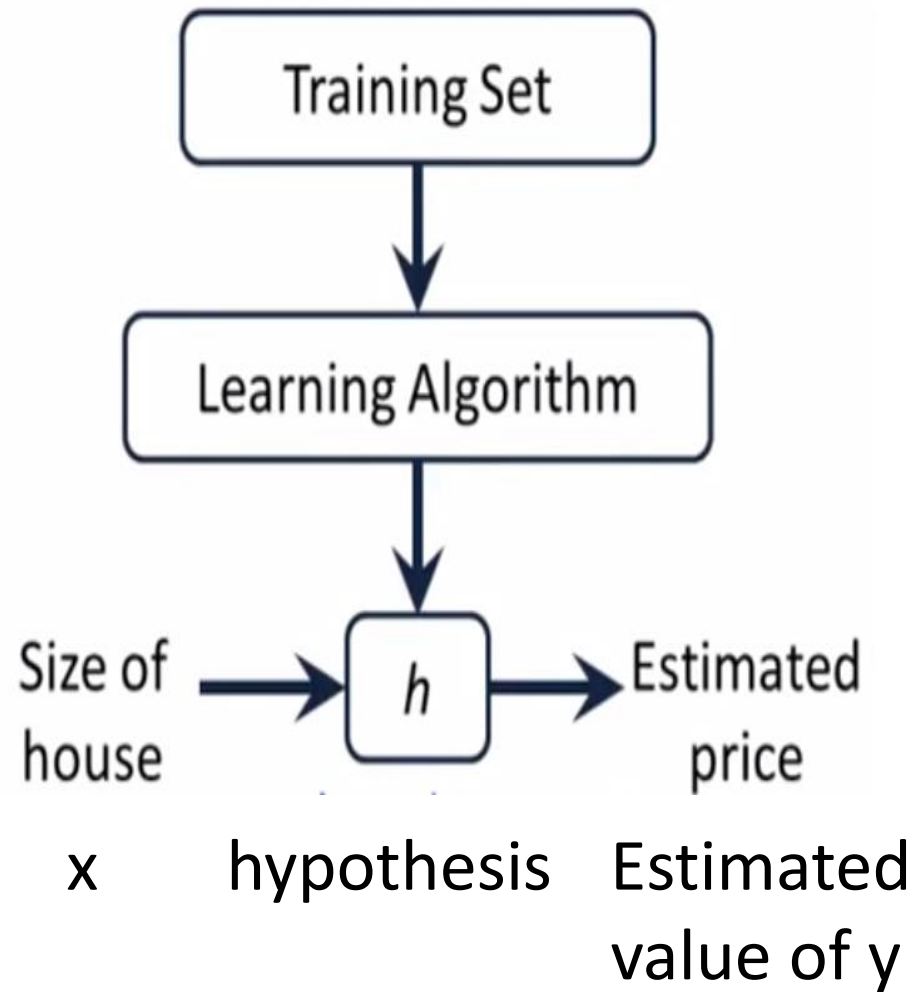 Training Set
Learning Algorithm
Size of
house
h
Estimated
price
x
hypothesis
Estimated
value of y